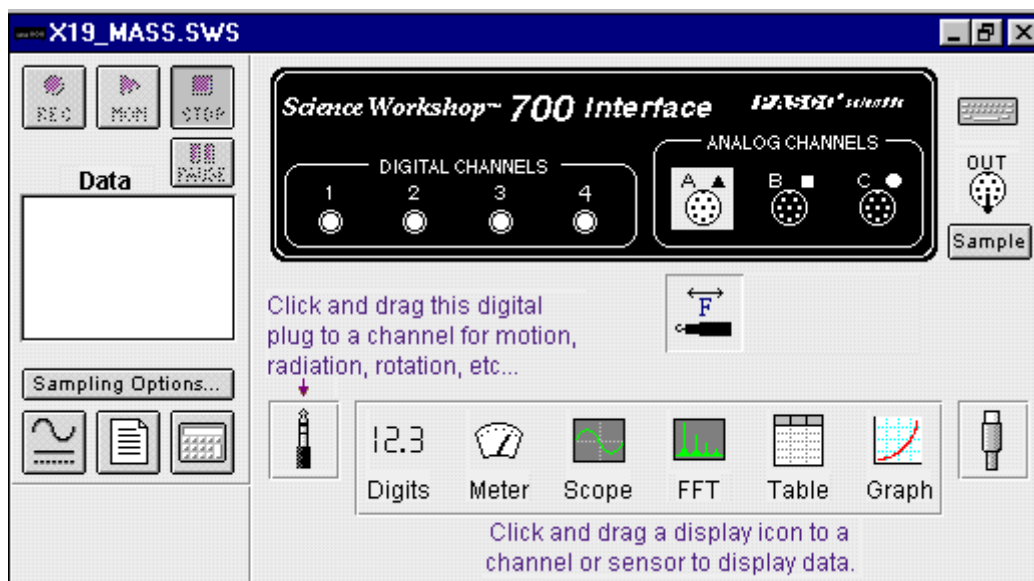 X19_MASS.SWS
REC MON STOP
PAUSE
Data
Sampling Options...
Science Workshop™ 700 Interface PASCO scientific
DIGITAL CHANNELS
1 2 3 4
ANALOG CHANNELS
A B C
OUT
Sample
F
Click and drag this digital
plug to a channel for motion,
radiation, rotation, etc...
12.3
Digits Meter Scope FFT Table Graph
Click and drag a display icon to a
channel or sensor to display data.